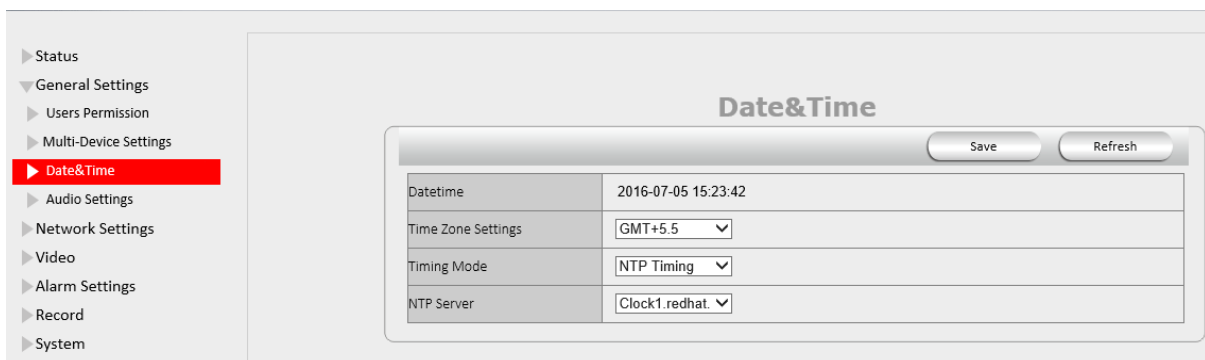 Status
General Settings
Users Permission
Multi-Device Settings
Date&Time
Audio Settings
Network Settings
Video
Alarm Settings
Record
System
Date&Time
Save Refresh
Datetime 2016-07-05 15:23:42
Time Zone Settings GMT+5.5
Timing Mode NTP Timing
NTP Server Clock1.redhat.